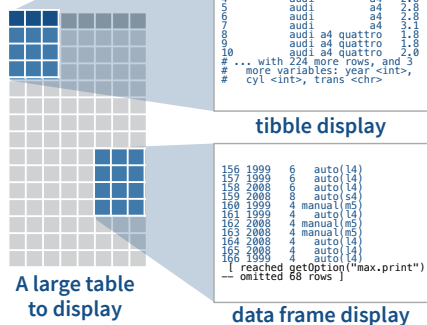 5 audi a4 2.8
6 audi a4 2.8
7 audi a4 3.1
8 audi a4 quattro 1.8
9 audi a4 quattro 1.8
10 audi a4 quattro 2.0
# ... with 224 more rows, and 3
# more variables: year <int>,
# cyl <int>, trans <chr>
tibble display
156 1999 6 auto(l4)
157 1999 6 auto(l4)
158 2008 6 auto(l4)
159 2008 8 auto(s4)
160 1999 4 manual(m5)
161 1999 4 auto(l4)
162 2008 4 manual(m5)
163 2008 4 manual(m5)
164 2008 4 auto(l4)
165 2008 4 auto(l4)
166 1999 4 auto(l4)
[ reached getOption("max.print")
-- omitted 68 rows ]
A large table
to display
data frame display